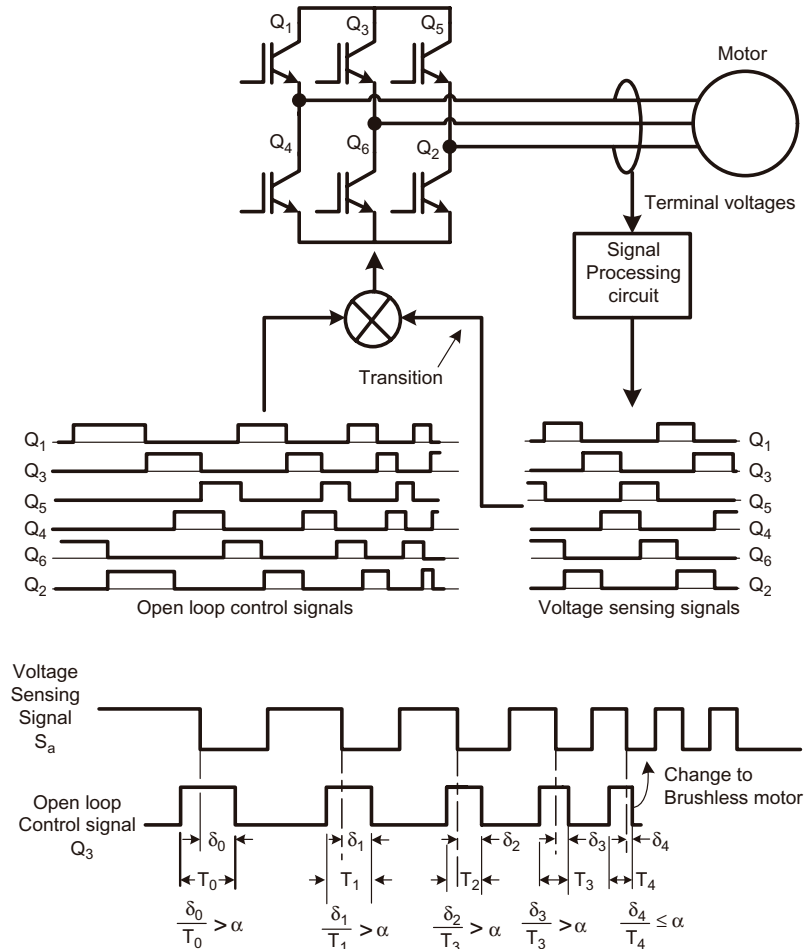 Q1
Q3
Q5
Motor
Q4
Q6
Q2
Terminal voltages
Signal
Processing
circuit
Transition
Q1
Q3
Q5
Q4
Q6
Q2
Open loop control signals
Q1
Q3
Q5
Q4
Q6
Q2
Voltage sensing signals
Voltage
Sensing
Signal
Sa
Change to
Brushless motor
Open loop
Control signal
Q3
δ0 δ1 δ2 δ3 δ4
T0 T1 T2 T3 T4
δ0/T0 > α
δ1/T1 > α
δ2/T3 > α
δ3/T3 > α
δ4/T4 ≤ α